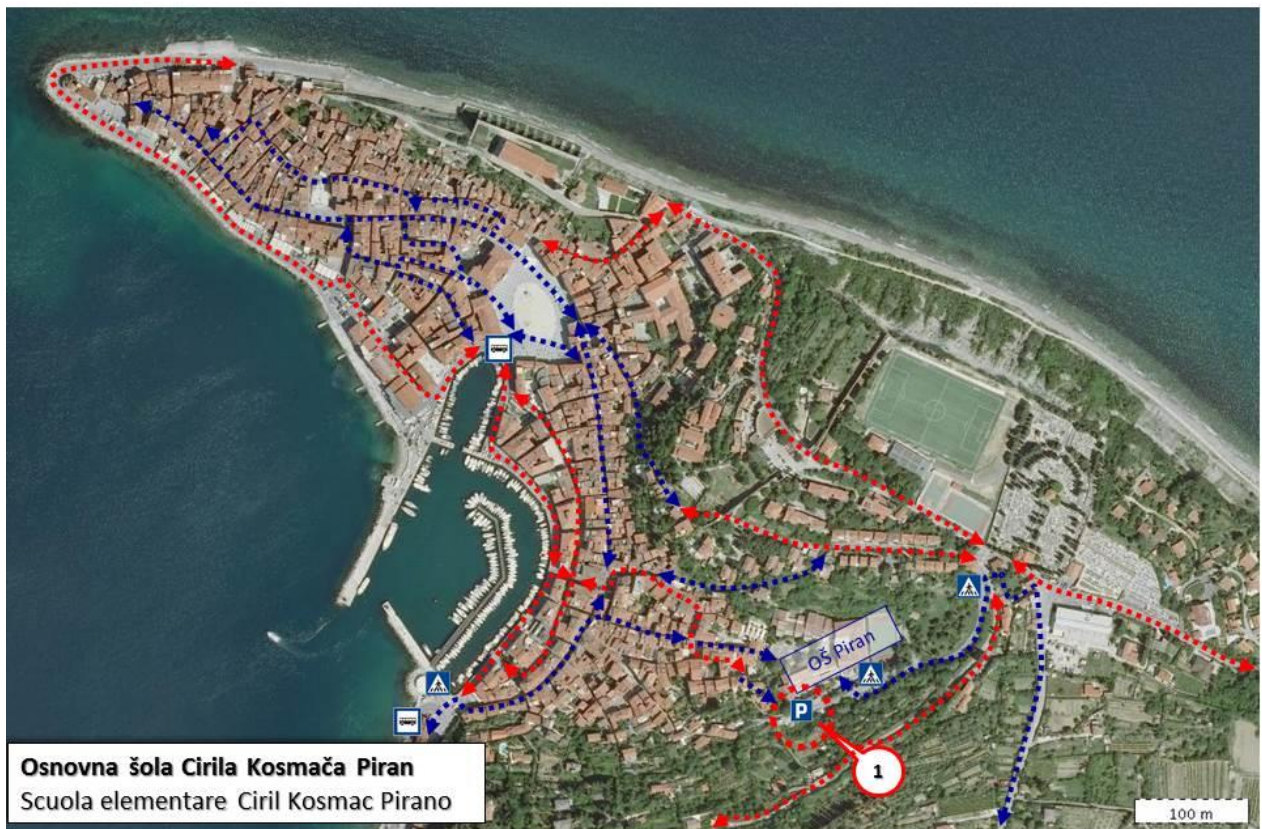 OŠ Piran
P
1
Osnovna šola Cirila Kosmača Piran
Scuola elementare Ciril Kosmac Pirano
100 m